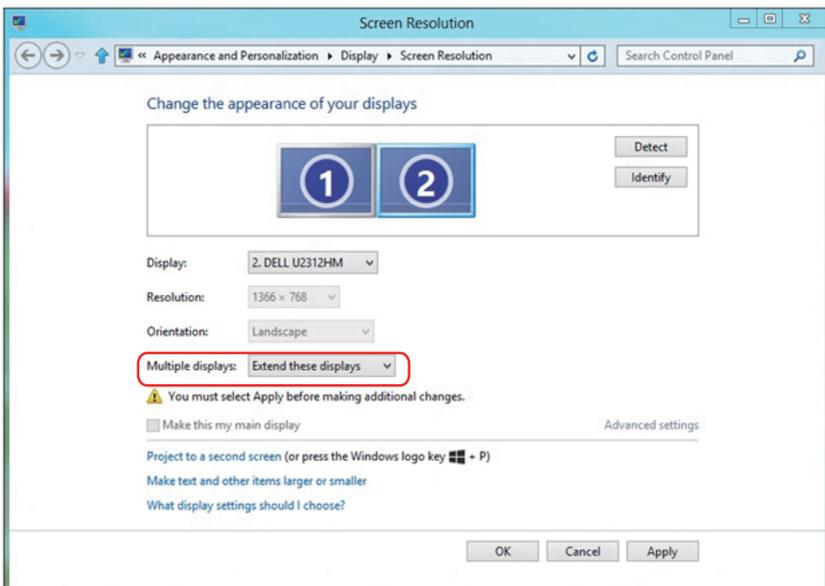 Screen Resolution
« Appearance and Personalization ▸ Display ▸ Screen Resolution
Search Control Panel
Change the appearance of your displays
1 2
Detect
Identify
Display: 2. DELL U2312HM
Resolution: 1366 × 768
Orientation: Landscape
Multiple displays: Extend these displays
You must select Apply before making additional changes.
Make this my main display Advanced settings
Project to a second screen (or press the Windows logo key + P)
Make text and other items larger or smaller
What display settings should I choose?
OK Cancel Apply